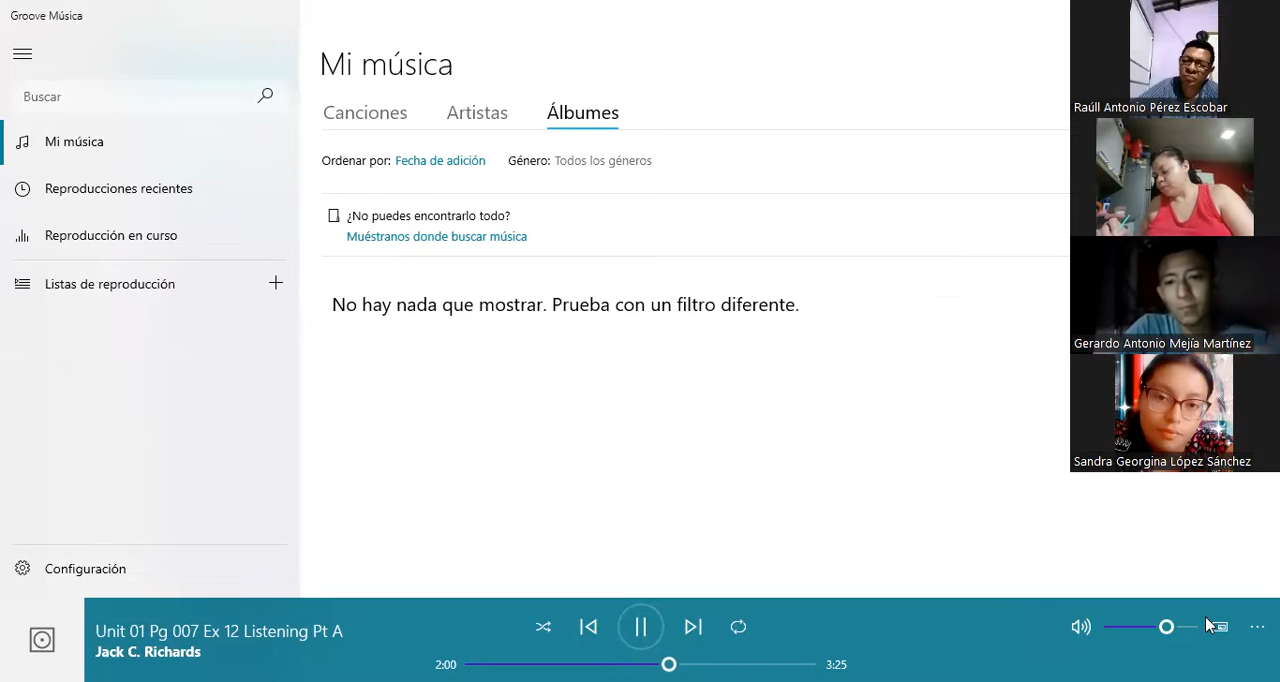 Groove Música
Buscar
Mi música
Reproducciones recientes
Reproducción en curso
Listas de reproducción
Configuración
Mi música
Canciones Artistas Álbumes
Ordenar por: Fecha de adición Género: Todos los géneros
¿No puedes encontrarlo todo?
Muéstranos donde buscar música
No hay nada que mostrar. Prueba con un filtro diferente.
Raúll Antonio Pérez Escobar
Gerardo Antonio Mejía Martínez
Sandra Georgina López Sánchez
Unit 01 Pg 007 Ex 12 Listening Pt A
Jack C. Richards
2:00 3:25